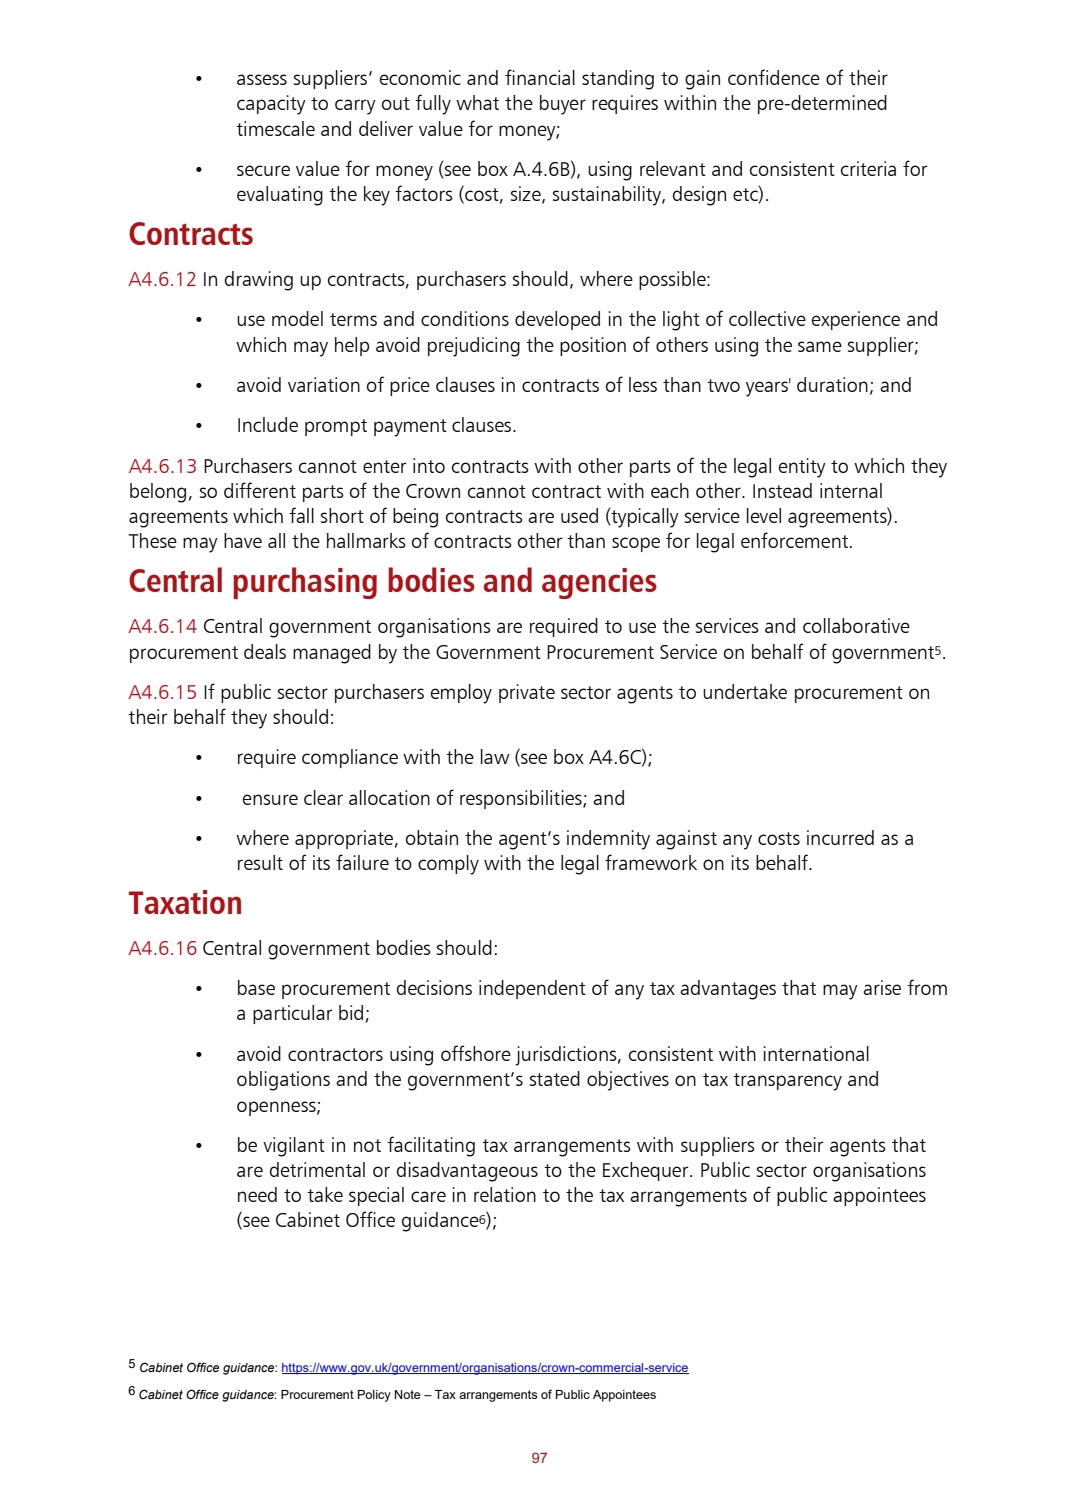 • assess suppliers’ economic and financial standing to gain confidence of their
capacity to carry out fully what the buyer requires within the pre-determined
timescale and deliver value for money;
• secure value for money (see box A.4.6B), using relevant and consistent criteria for
evaluating the key factors (cost, size, sustainability, design etc).
Contracts
A4.6.12 In drawing up contracts, purchasers should, where possible:
• use model terms and conditions developed in the light of collective experience and
which may help avoid prejudicing the position of others using the same supplier;
• avoid variation of price clauses in contracts of less than two years' duration; and
• Include prompt payment clauses.
A4.6.13 Purchasers cannot enter into contracts with other parts of the legal entity to which they
belong, so different parts of the Crown cannot contract with each other. Instead internal
agreements which fall short of being contracts are used (typically service level agreements).
These may have all the hallmarks of contracts other than scope for legal enforcement.
Central purchasing bodies and agencies
A4.6.14 Central government organisations are required to use the services and collaborative
procurement deals managed by the Government Procurement Service on behalf of government5.
A4.6.15 If public sector purchasers employ private sector agents to undertake procurement on
their behalf they should:
• require compliance with the law (see box A4.6C);
• ensure clear allocation of responsibilities; and
• where appropriate, obtain the agent’s indemnity against any costs incurred as a
result of its failure to comply with the legal framework on its behalf.
Taxation
A4.6.16 Central government bodies should:
• base procurement decisions independent of any tax advantages that may arise from
a particular bid;
• avoid contractors using offshore jurisdictions, consistent with international
obligations and the government’s stated objectives on tax transparency and
openness;
• be vigilant in not facilitating tax arrangements with suppliers or their agents that
are detrimental or disadvantageous to the Exchequer. Public sector organisations
need to take special care in relation to the tax arrangements of public appointees
(see Cabinet Office guidance6);
5 Cabinet Office guidance: https://www.gov.uk/government/organisations/crown-commercial-service
6 Cabinet Office guidance: Procurement Policy Note – Tax arrangements of Public Appointees
97